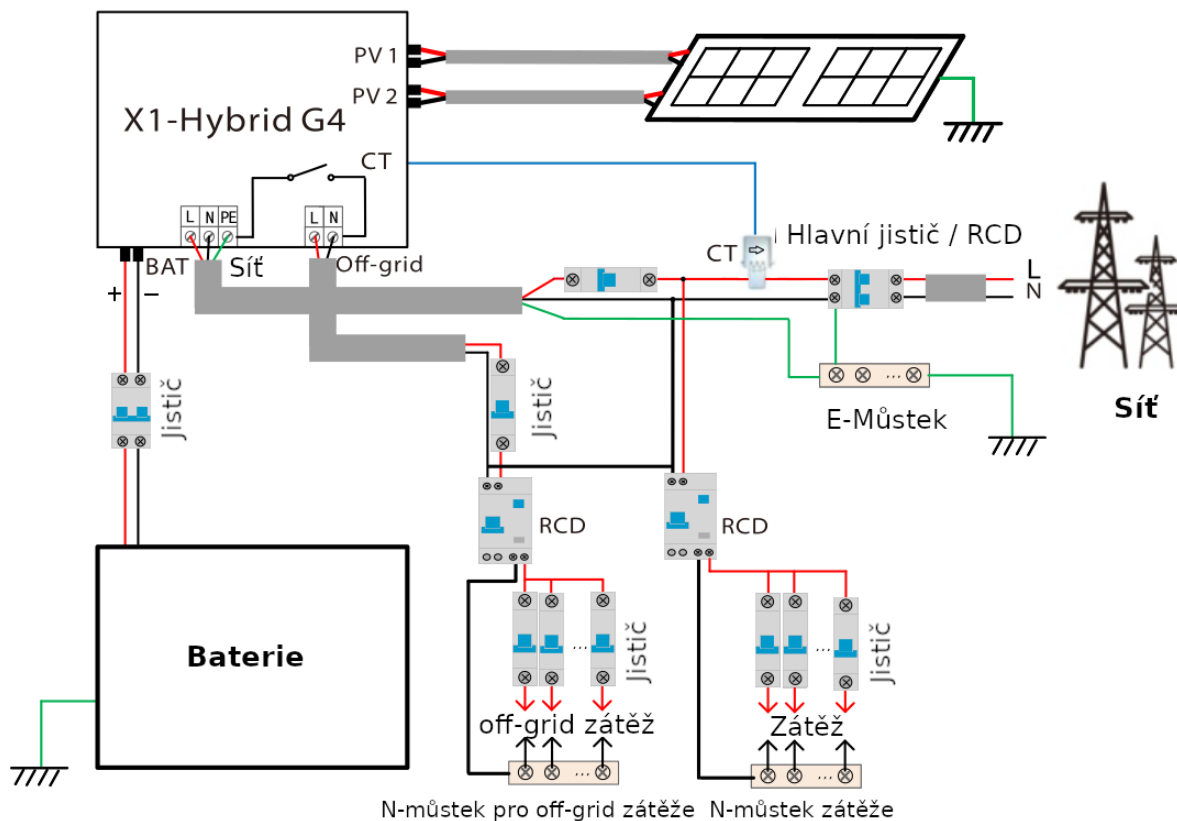 PV 1
PV 2
X1-Hybrid G4
CT
L N PE
L N
BAT
Síť
Off-grid
+ −
CT
Hlavní jistič / RCD
L
N
Jistič
Jistič
E-Můstek
Síť
RCD
RCD
Baterie
...
Jistič
...
Jistič
...
off-grid zátěž
Zátěž
...
...
N-můstek pro off-grid zátěže
N-můstek zátěže